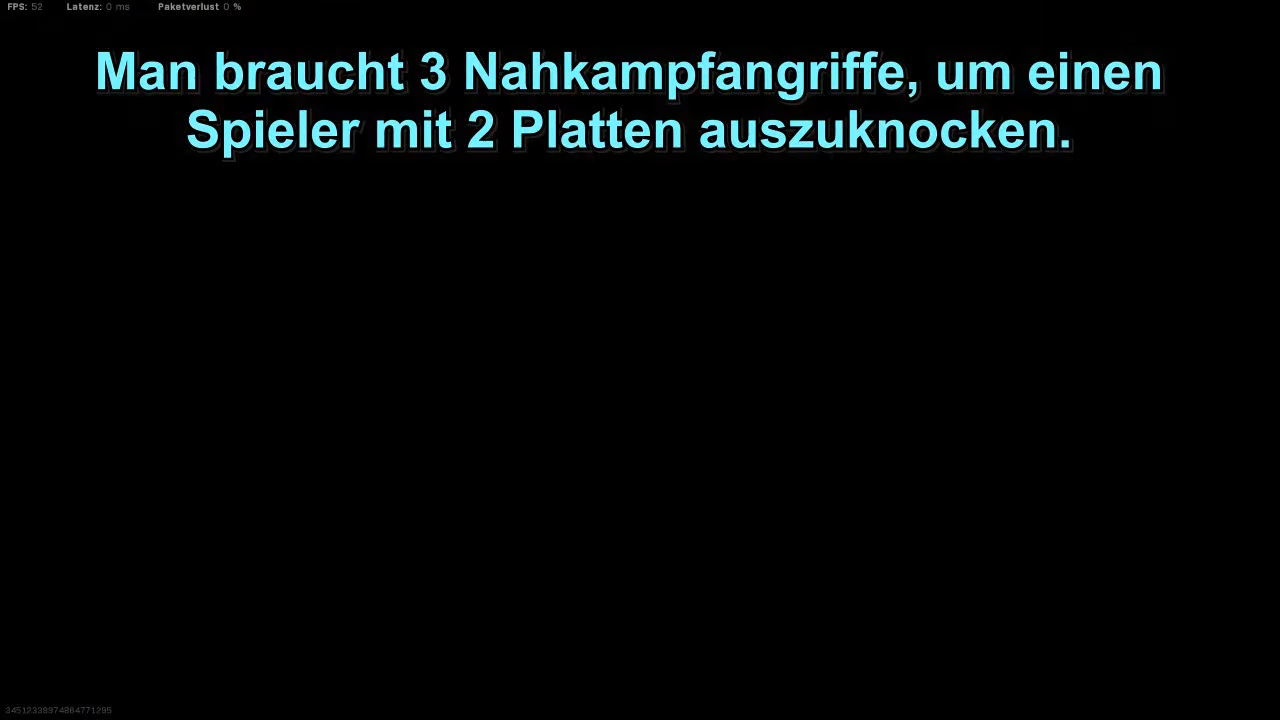 FPS: 52 Latenz: 0 ms Paketverlust 0 %
Man braucht 3 Nahkampfangriffe, um einen
Spieler mit 2 Platten auszuknocken.